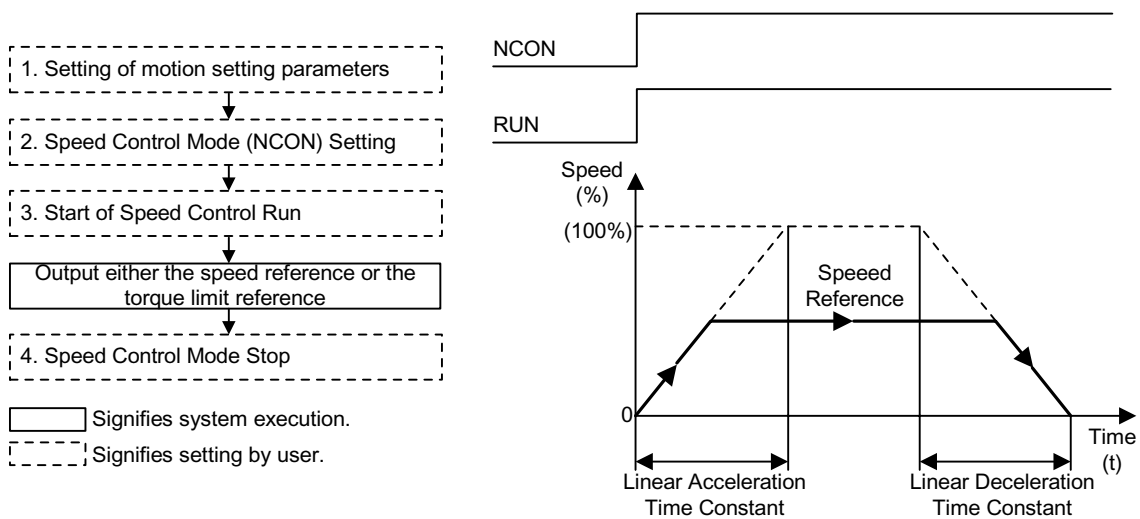 1. Setting of motion setting parameters
2. Speed Control Mode (NCON) Setting
3. Start of Speed Control Run
Output either the speed reference or the
torque limit reference
4. Speed Control Mode Stop
Signifies system execution.
Signifies setting by user.
NCON
RUN
Speed
(%)
(100%)
Speeed
Reference
0
Time
(t)
Linear Acceleration
Time Constant
Linear Deceleration
Time Constant